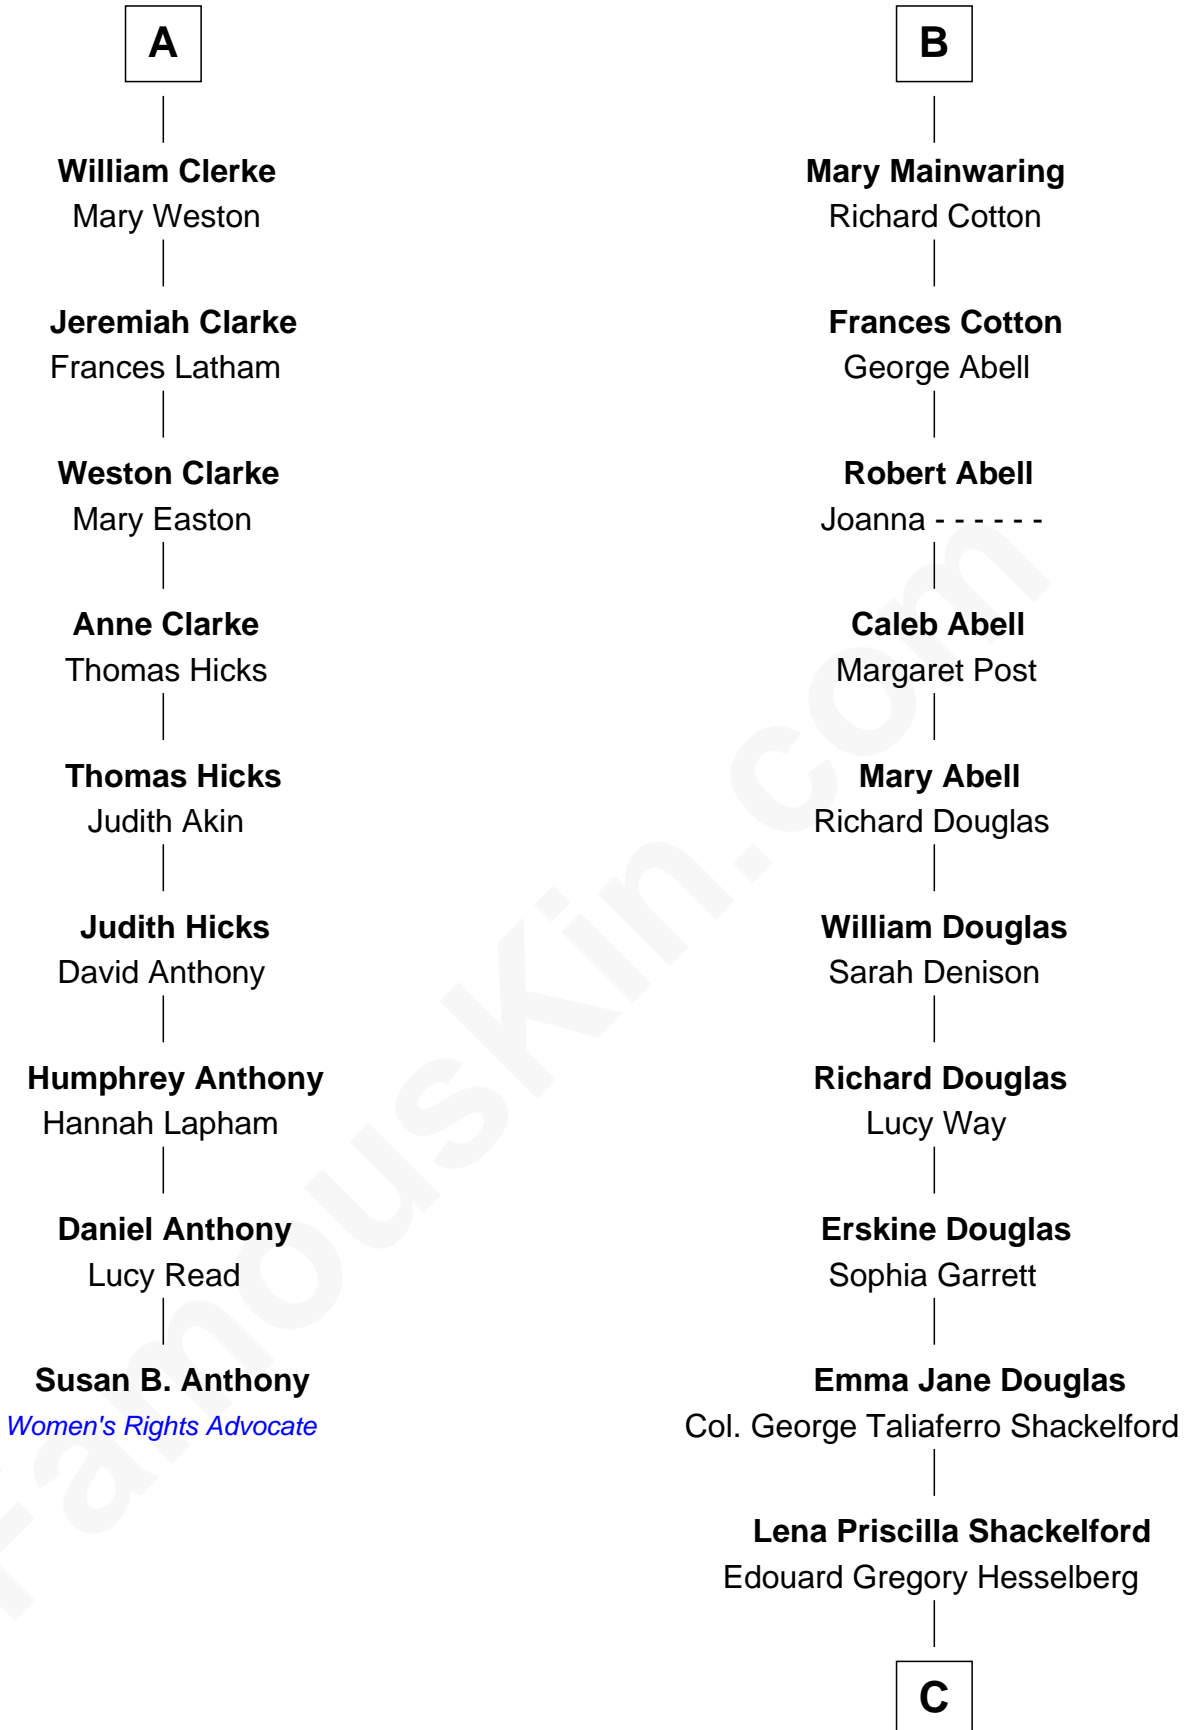 A
William Clerke
Mary Weston
Jeremiah Clarke
Frances Latham
Weston Clarke
Mary Easton
Anne Clarke
Thomas Hicks
Thomas Hicks
Judith Akin
Judith Hicks
David Anthony
Humphrey Anthony
Hannah Lapham
Daniel Anthony
Lucy Read
Susan B. Anthony
Women's Rights Advocate
B
Mary Mainwaring
Richard Cotton
Frances Cotton
George Abell
Robert Abell
Joanna - - - - - -
Caleb Abell
Margaret Post
Mary Abell
Richard Douglas
William Douglas
Sarah Denison
Richard Douglas
Lucy Way
Erskine Douglas
Sophia Garrett
Emma Jane Douglas
Col. George Taliaferro Shackelford
Lena Priscilla Shackelford
Edouard Gregory Hesselberg
C
FamousKin.com